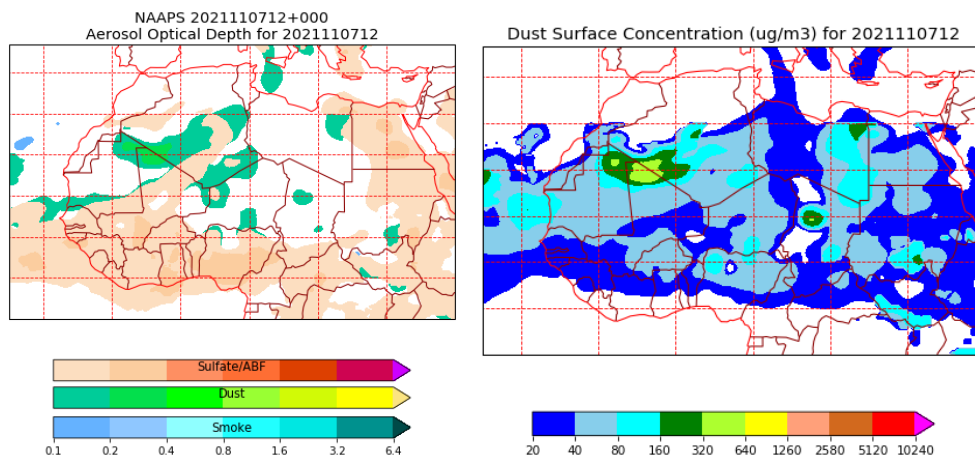 NAAPS 2021110712+000
Aerosol Optical Depth for 2021110712
Dust Surface Concentration (ug/m3) for 2021110712
Sulfate/ABF
Dust
Smoke
0.1 0.2 0.4 0.8 1.6 3.2 6.4
20 40 80 160 320 640 1260 2580 5120 10240